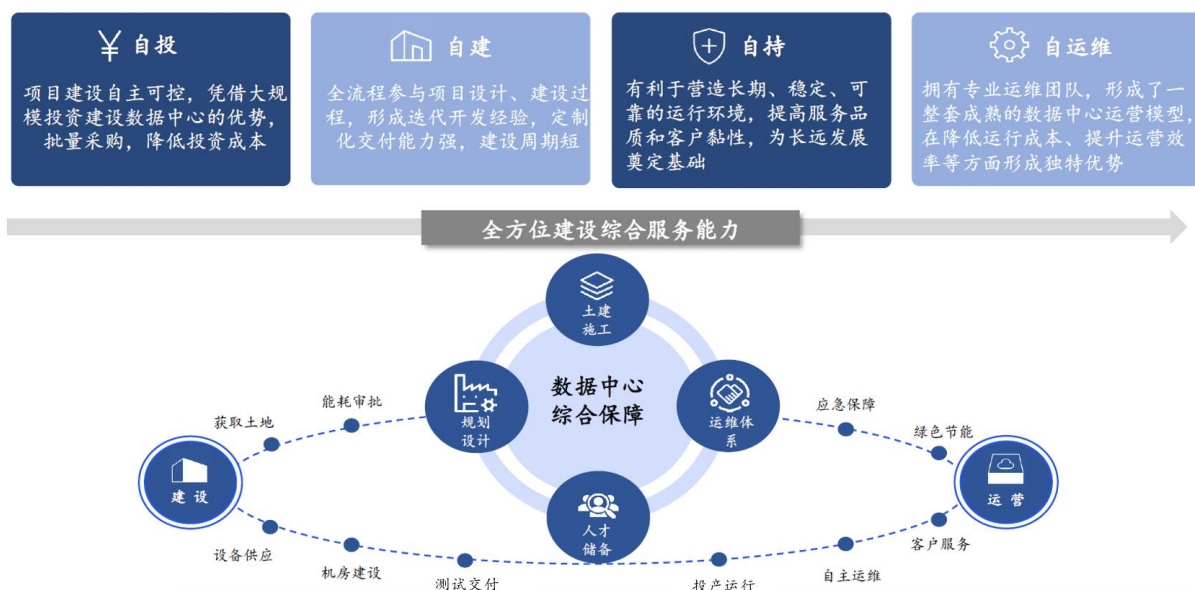 自投
项目建设自主可控，凭借大规
模投资建设数据中心的优势，
批量采购，降低投资成本
自建
全流程参与项目设计、建设过
程，形成迭代开发经验，定制
化交付能力强，建设周期短
自持
有利于营造长期、稳定、可
靠的运行环境，提高服务品
质和客户黏性，为长远发展
奠定基础
自运维
拥有专业运维团队，形成了一
整套成熟的数据中心运营模型，
在降低运行成本、提升运营效
率等方面形成独特优势
全方位建设综合服务能力
土建
施工
规划
设计
数据中心
综合保障
运维体
系
人才
储备
能耗审批
获取土地
建设
设备供应
机房建设
测试交付
应急保障
绿色节能
运营
客户服务
自主运维
投产运行